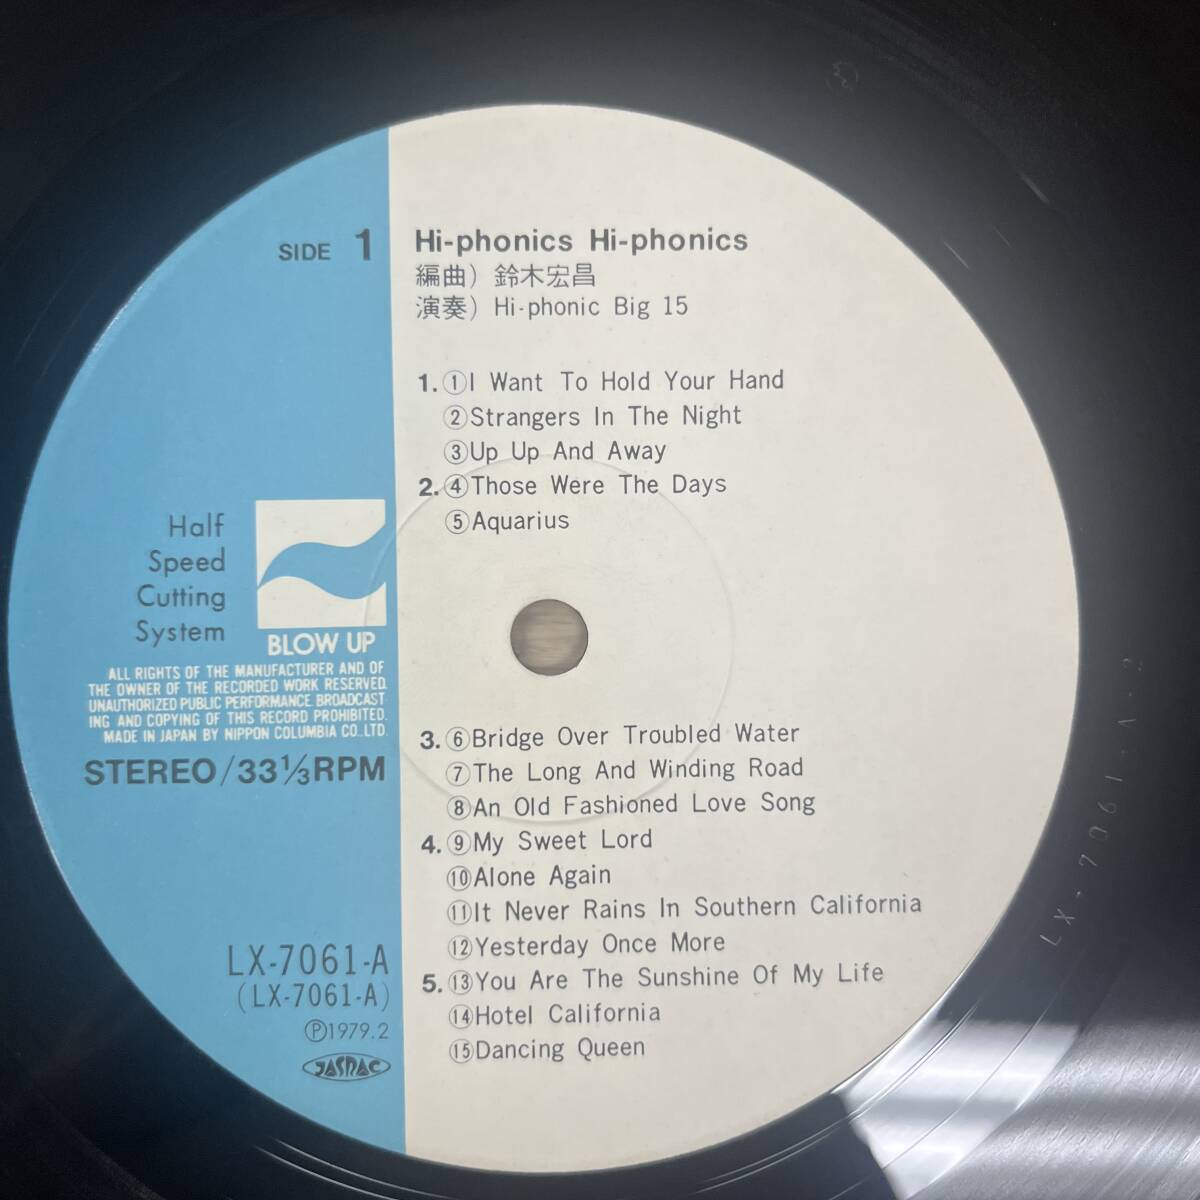 SIDE 1
Hi-phonics Hi-phonics
編曲) 鈴木宏昌
演奏) Hi-phonic Big 15
1. ①I Want To Hold Your Hand
②Strangers In The Night
③Up Up And Away
2. ④Those Were The Days
⑤Aquarius
Half
Speed
Cutting
System
BLOW UP
ALL RIGHTS OF THE MANUFACTURER AND OF
THE OWNER OF THE RECORDED WORK RESERVED.
UNAUTHORIZED PUBLIC PERFORMANCE. BROADCAST
ING AND COPYING OF THIS RECORD PROHIBITED.
MADE IN JAPAN BY NIPPON COLUMBIA CO.,LTD.
STEREO/33⅓RPM
3. ⑥Bridge Over Troubled Water
⑦The Long And Winding Road
⑧An Old Fashioned Love Song
4. ⑨My Sweet Lord
⑩Alone Again
⑪It Never Rains In Southern California
⑫Yesterday Once More
5. ⑬You Are The Sunshine Of My Life
⑭Hotel California
⑮Dancing Queen
LX-7061-A
(LX-7061-A)
Ⓟ1979.2
JASRAC
LX-7061-A-2